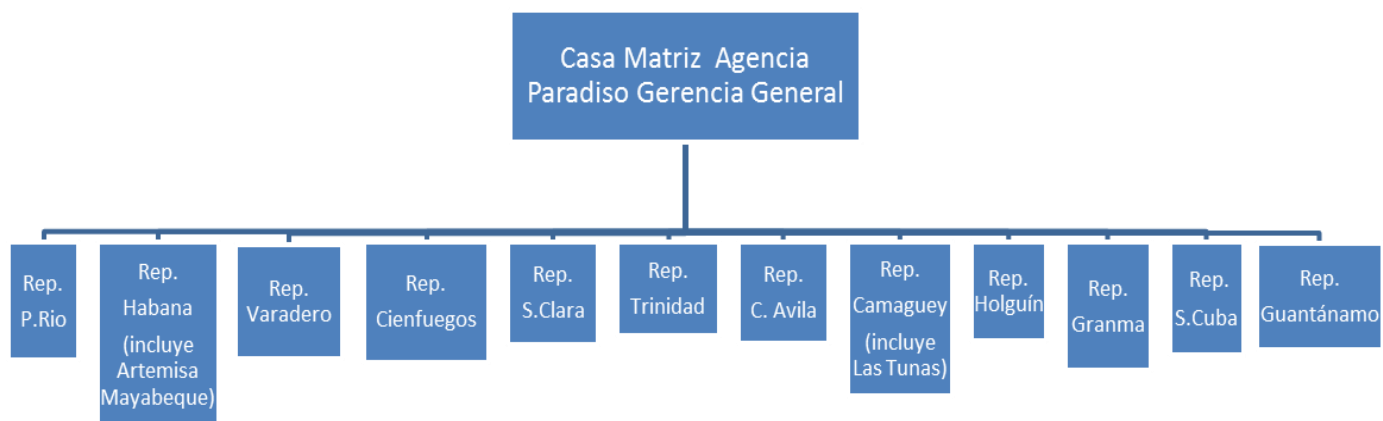 Casa Matriz Agencia
Paradiso Gerencia General
Rep.
P.Rio
Rep.
Habana
(incluye
Artemisa
Mayabeque)
Rep.
Varadero
Rep.
Cienfuegos
Rep.
S.Clara
Rep.
Trinidad
Rep.
C. Avila
Rep.
Camaguey
(incluye
Las Tunas)
Rep.
Holguín
Rep.
Granma
Rep.
S.Cuba
Rep.
Guantánamo